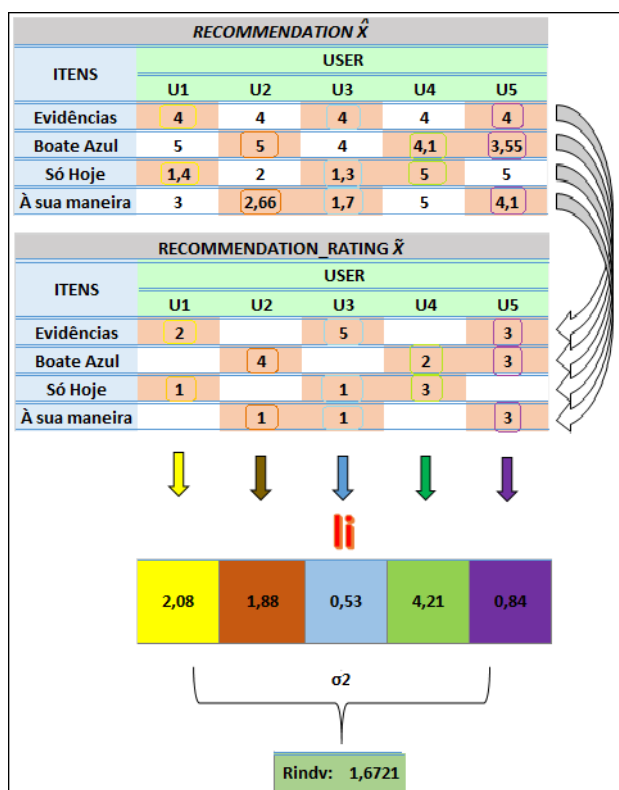 RECOMMENDATION X̂
ITENS USER
U1 U2 U3 U4 U5
Evidências 4 4 4 4 4
Boate Azul 5 5 4 4,1 3,55
Só Hoje 1,4 2 1,3 5 5
À sua maneira 3 2,66 1,7 5 4,1
RECOMMENDATION_RATING X̃
ITENS USER
U1 U2 U3 U4 U5
Evidências 2 5 3
Boate Azul 4 2 3
Só Hoje 1 1 3
À sua maneira 1 1 3
li
2,08 1,88 0,53 4,21 0,84
σ2
Rindv: 1,6721